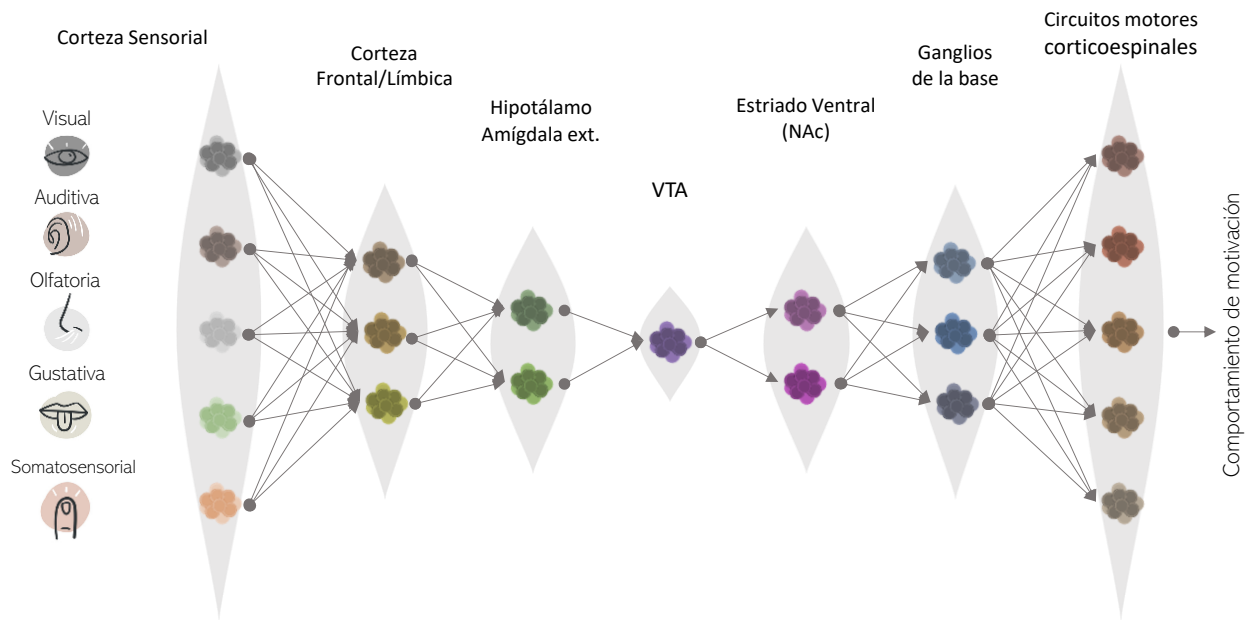 Corteza Sensorial
Visual
Auditiva
Olfatoria
Gustativa
Somatosensorial
Corteza
Frontal/Límbica
Hipotálamo
Amígdala ext.
VTA
Estriado Ventral
(NAc)
Ganglios
de la base
Circuitos motores
corticoespinales
Comportamiento de motivación